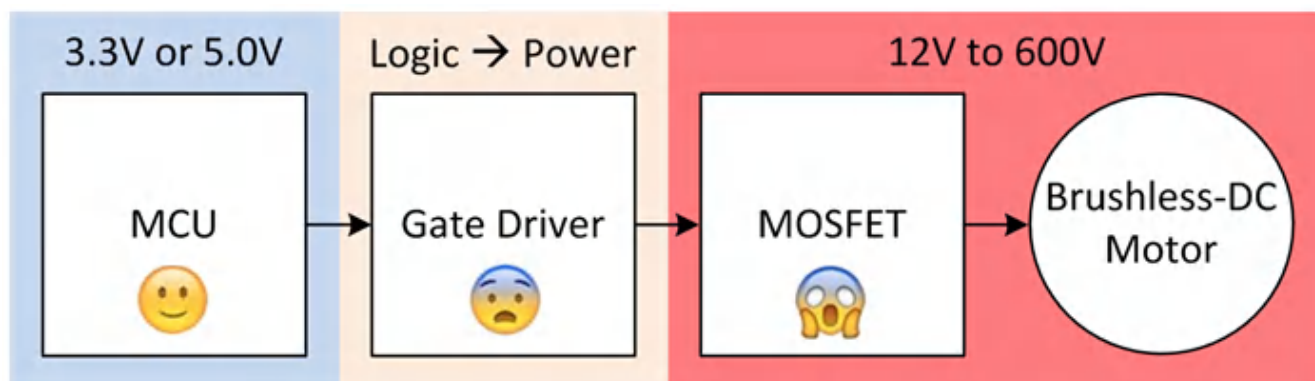 3.3V or 5.0V
Logic → Power
12V to 600V
MCU
Gate Driver
MOSFET
Brushless-DC
Motor